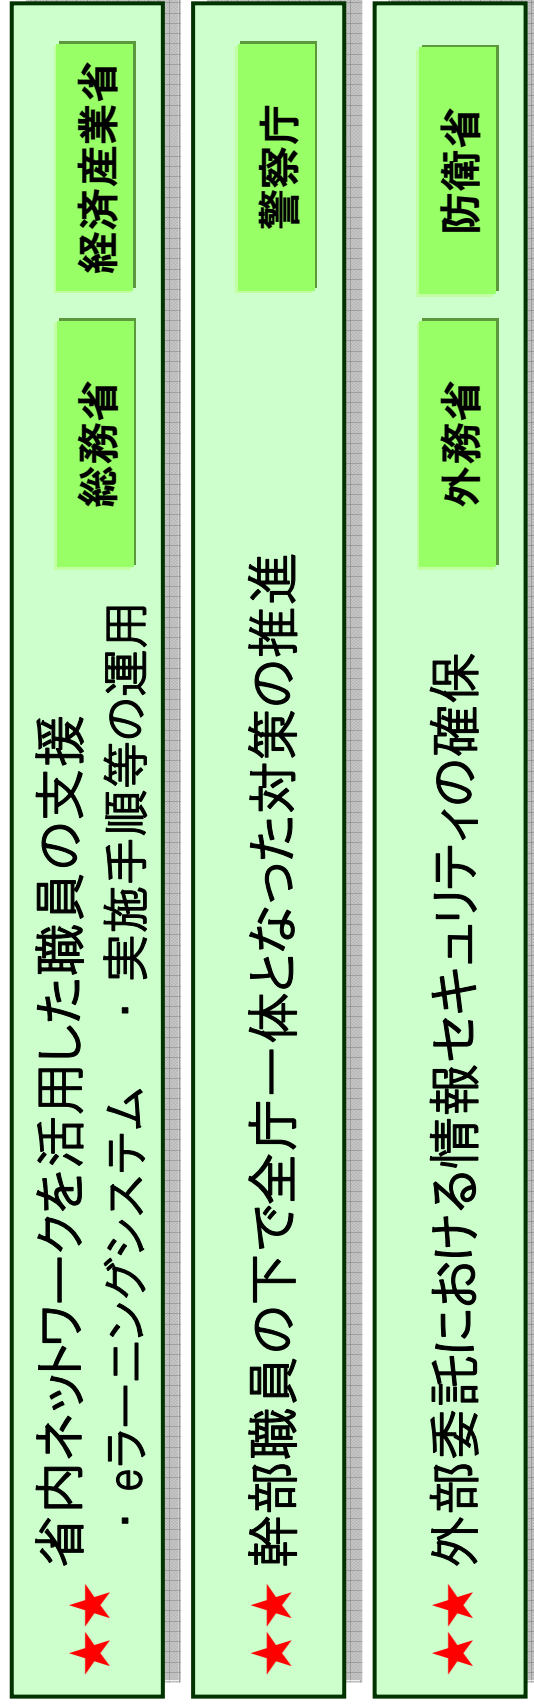 ★★ 省内ネットワークを活用した職員の支援
・eラーニングシステム ・実施手順等の運用
総務省
経済産業省
★★ 幹部職員の下で全庁一体となった対策の推進
警察庁
★★ 外部委託における情報セキュリティの確保
外務省
防衛省